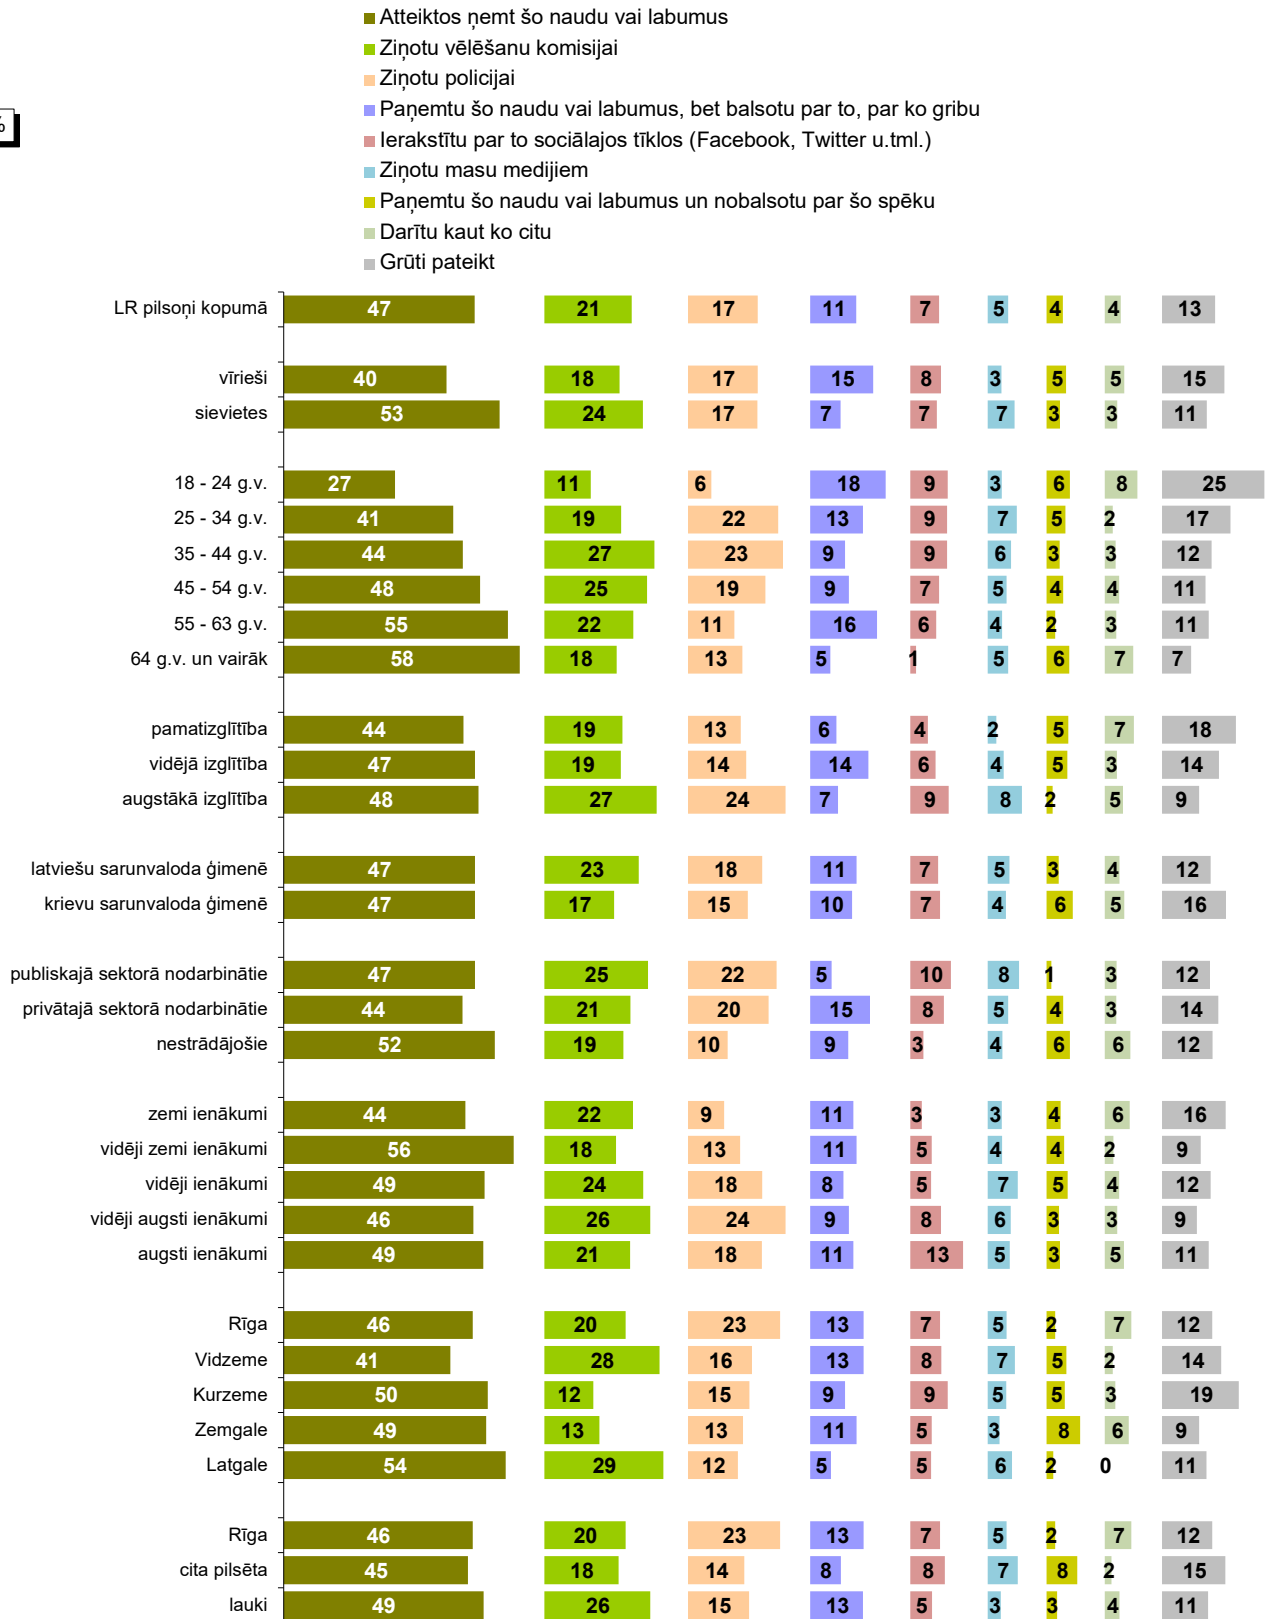 Atteiktos ņemt šo naudu vai labumus
Ziņotu vēlēšanu komisijai
Ziņotu policijai
Paņemtu šo naudu vai labumus, bet balsotu par to, par ko gribu
%
Ierakstītu par to sociālajos tīklos (Facebook, Twitter u.tml.)
Ziņotu masu medijiem
Paņemtu šo naudu vai labumus un nobalsotu par šo spēku
Darītu kaut ko citu
Grūti pateikt
LR pilsoņi kopumā 47 21 17 11 7 5 4 4 13
vīrieši 40 18 17 15 8 3 5 5 15
sievietes 53 24 17 7 7 7 3 3 11
18 - 24 g.v. 27 11 6 18 9 3 6 8 25
25 - 34 g.v. 41 19 22 13 9 7 5 2 17
35 - 44 g.v. 44 27 23 9 9 6 3 3 12
45 - 54 g.v. 48 25 19 9 7 5 4 4 11
55 - 63 g.v. 55 22 11 16 6 4 2 3 11
64 g.v. un vairāk 58 18 13 5 1 5 6 7 7
pamatizglītība 44 19 13 6 4 2 5 7 18
vidējā izglītība 47 19 14 14 6 4 5 3 14
augstākā izglītība 48 27 24 7 9 8 2 5 9
latviešu sarunvaloda ģimenē 47 23 18 11 7 5 3 4 12
krievu sarunvaloda ģimenē 47 17 15 10 7 4 6 5 16
publiskajā sektorā nodarbinātie 47 25 22 5 10 8 1 3 12
privātajā sektorā nodarbinātie 44 21 20 15 8 5 4 3 14
nestrādājošie 52 19 10 9 3 4 6 6 12
zemi ienākumi 44 22 9 11 3 3 4 6 16
vidēji zemi ienākumi 56 18 13 11 5 4 4 2 9
vidēji ienākumi 49 24 18 8 5 7 5 4 12
vidēji augsti ienākumi 46 26 24 9 8 6 3 3 9
augsti ienākumi 49 21 18 11 13 5 3 5 11
Rīga 46 20 23 13 7 5 2 7 12
Vidzeme 41 28 16 13 8 7 5 2 14
Kurzeme 50 12 15 9 9 5 5 3 19
Zemgale 49 13 13 11 5 3 8 6 9
Latgale 54 29 12 5 5 6 2 0 11
Rīga 46 20 23 13 7 5 2 7 12
cita pilsēta 45 18 14 8 8 7 8 2 15
lauki 49 26 15 13 5 3 3 4 11